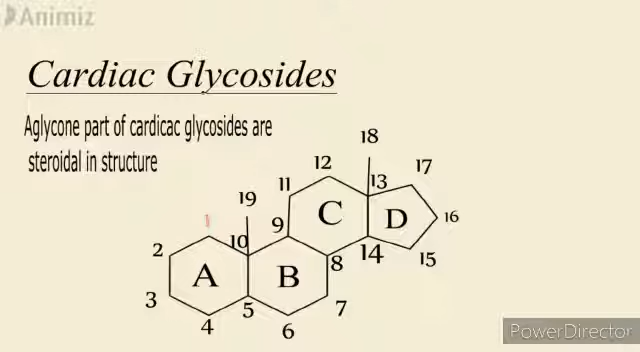 Animiz
Cardiac Glycosides
Aglycone part of cardicac glycosides are
steroidal in structure
18
12
17
11
13
19
C
D
16
1
9
10
2
8
14
15
A
B
3
5
7
4
6
PowerDirector